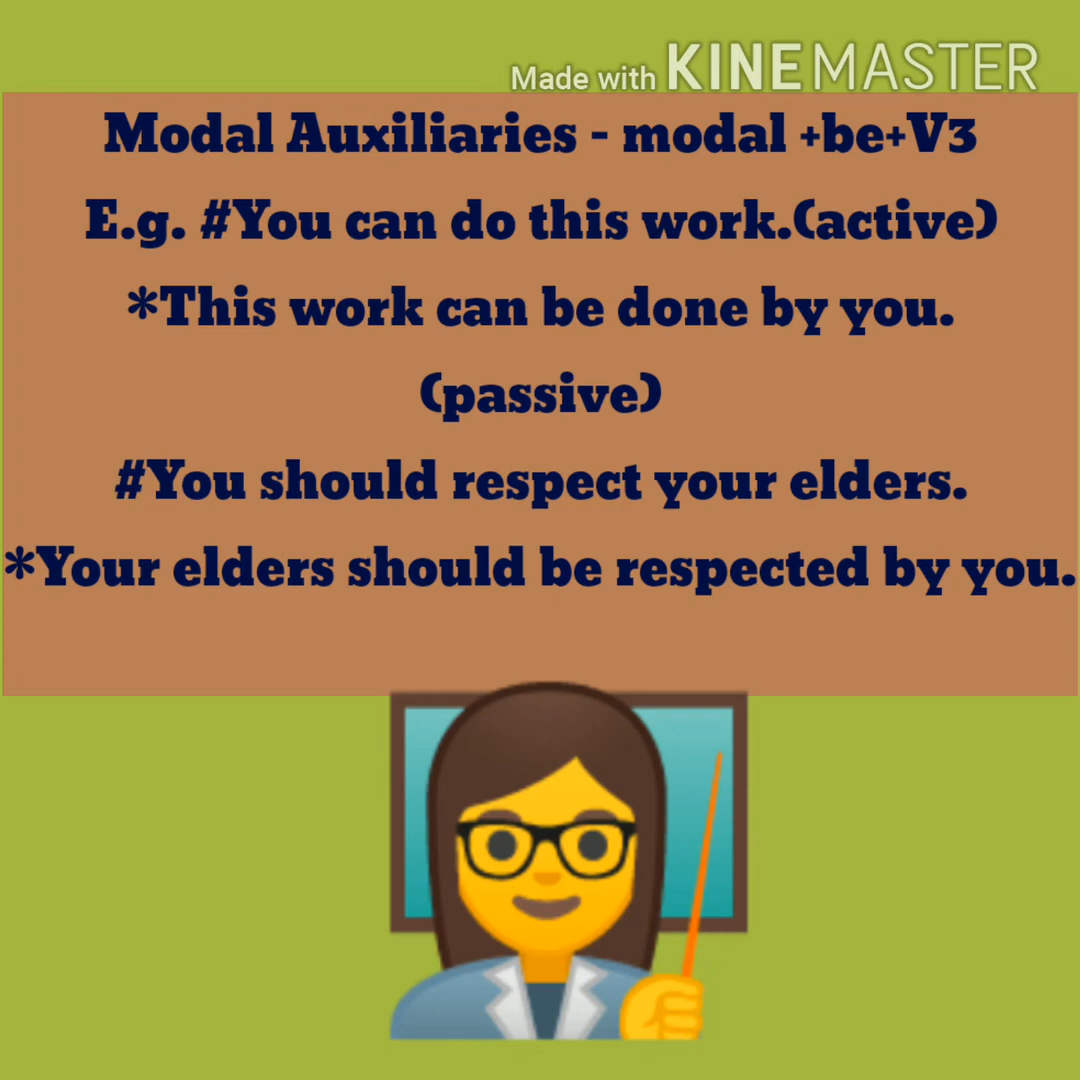 Made with KINEMASTER
Modal Auxiliaries - modal +be+V3
E.g. #You can do this work.(active)
*This work can be done by you.
(passive)
#You should respect your elders.
*Your elders should be respected by you.